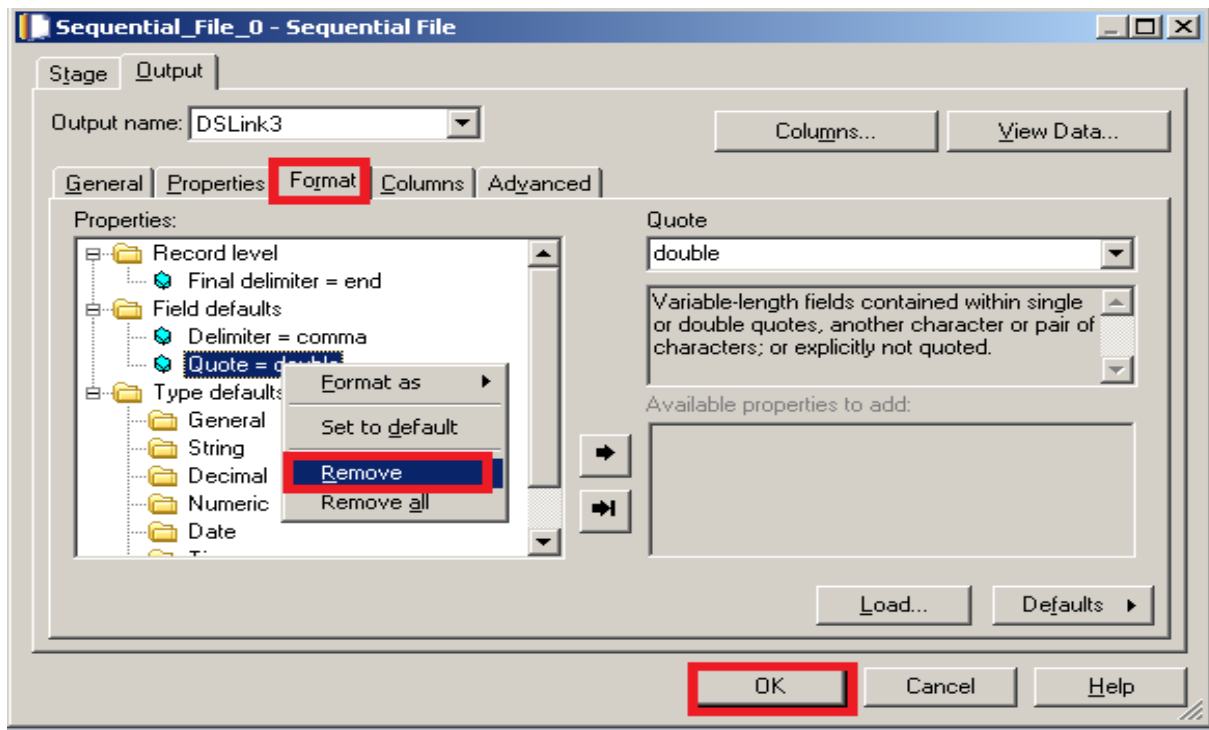 Sequential_File_0 - Sequential File
Stage Output
Output name: DSLink3
Columns... View Data...
General Properties Format Columns Advanced
Properties:
Record level
Final delimiter = end
Field defaults
Delimiter = comma
Quote =
Type defaults
General
String
Decimal
Numeric
Date
Format as
Set to default
Remove
Remove all
Quote
double
Variable-length fields contained within single
or double quotes, another character or pair of
characters; or explicitly not quoted.
Available properties to add:
Load... Defaults
OK Cancel Help